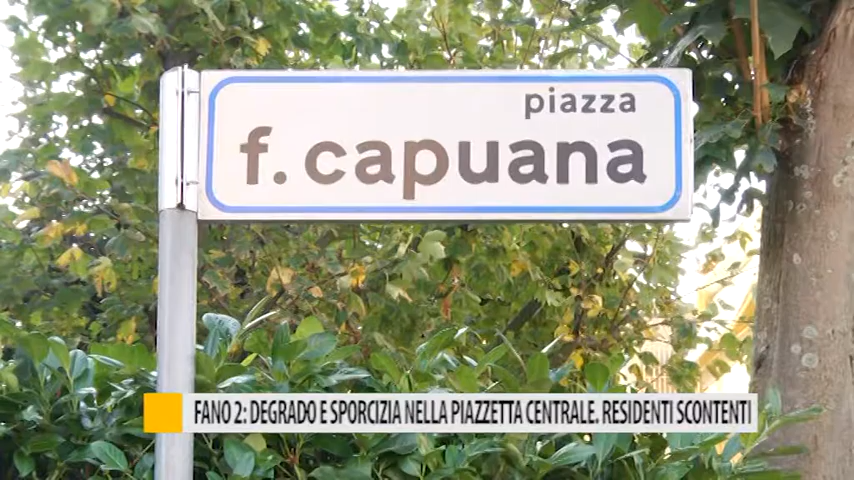 piazza
f. capuana
FANO 2: DEGRADO E SPORCIZIA NELLA PIAZZETTA CENTRALE. RESIDENTI SCONTENTI